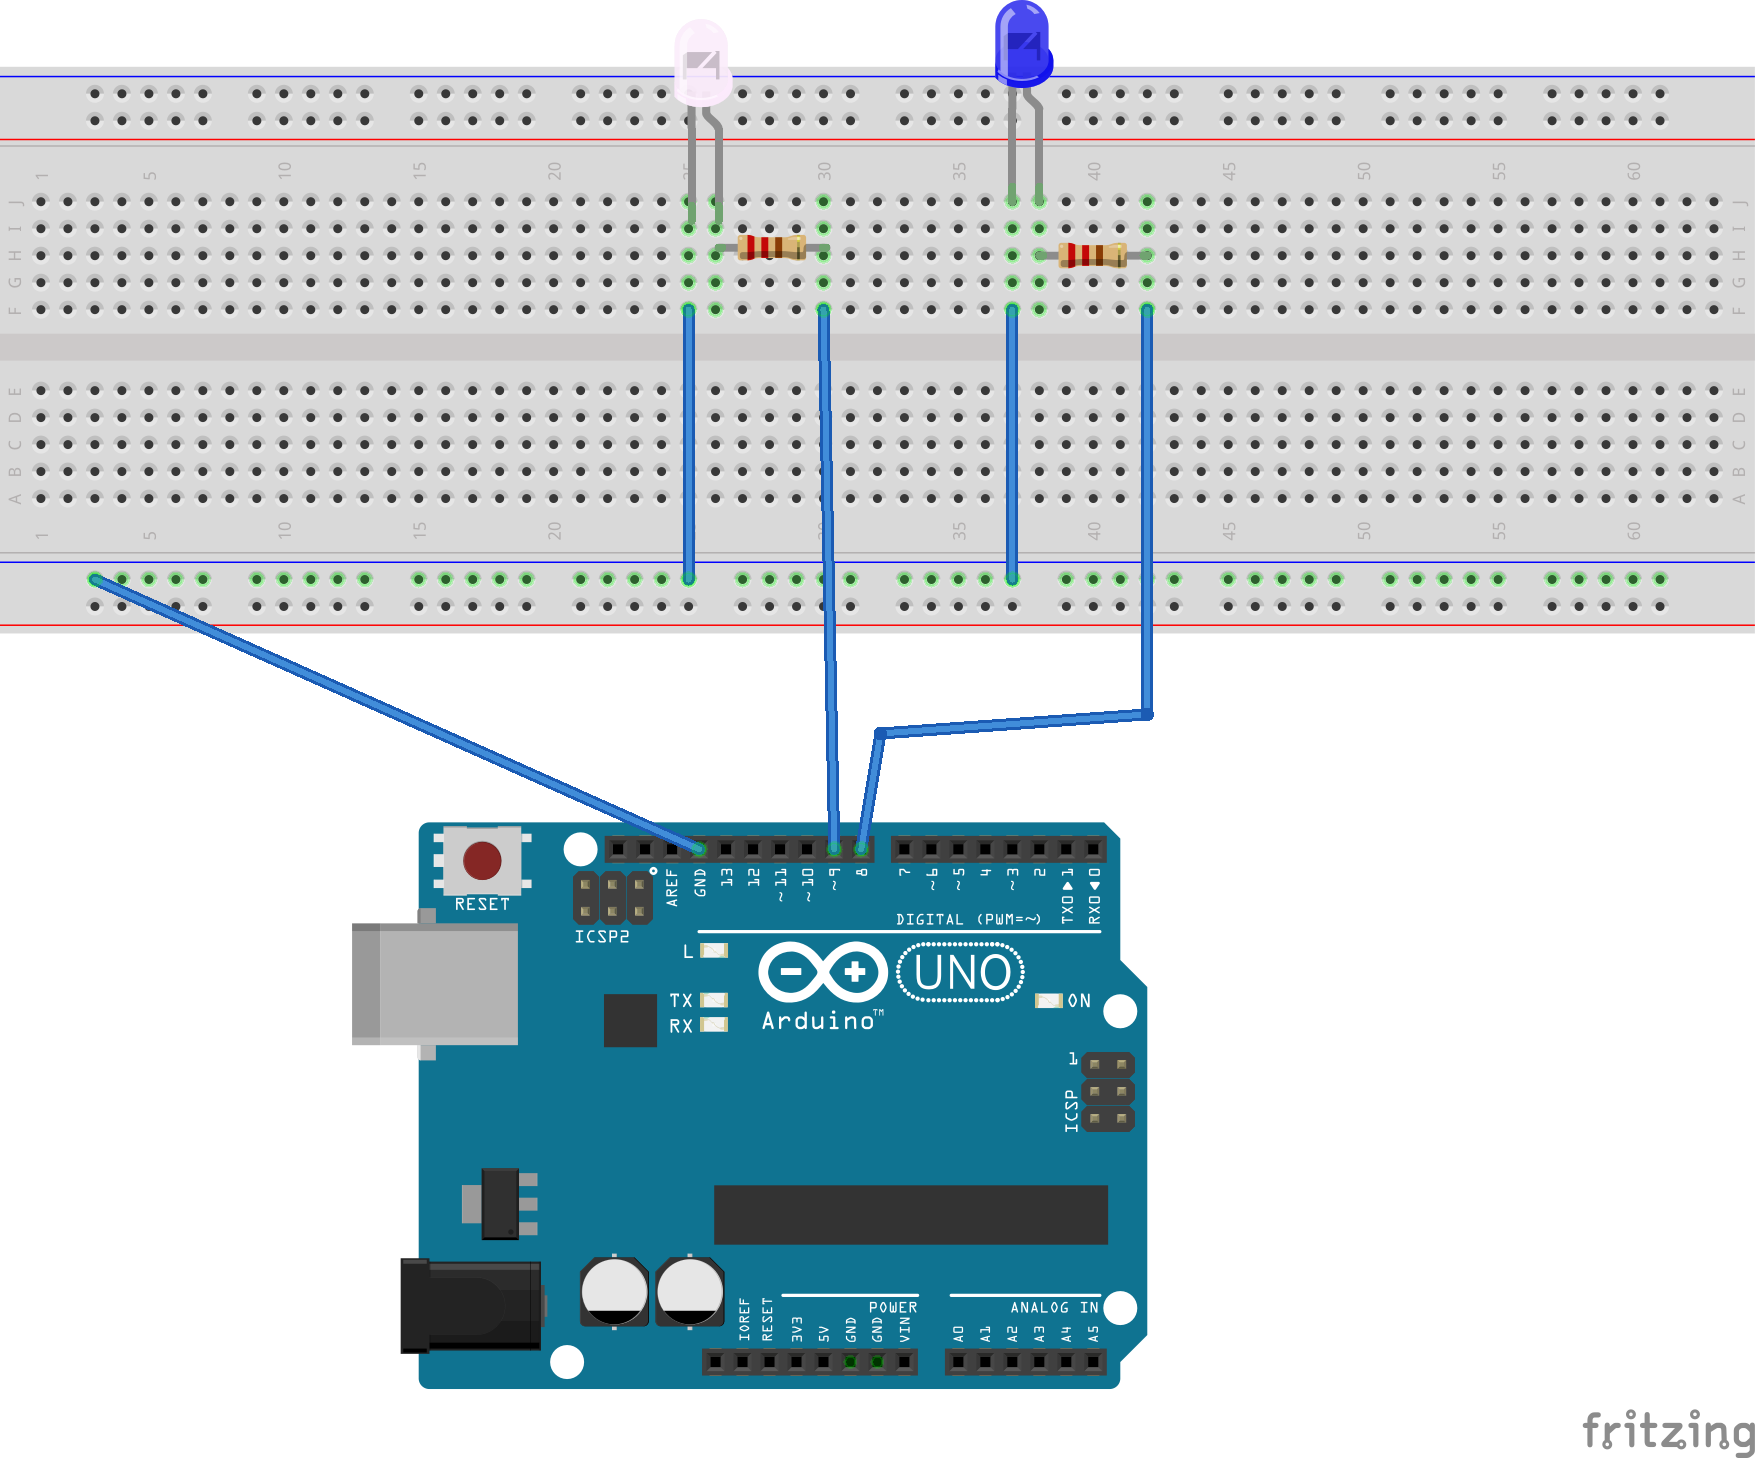 1 5 10 15 20 25 30 35 40 45 50 55 60
J J
I I
H H
G G
F F
E E
D D
C C
B B
A A
1 5 10 15 20 30 35 40 45 50 55 60
RESET
ICSP2
AREF GND 13 12 ~11 ~10 ~9 8 7 ~6 ~5 4 ~3 2 TX0▶1 RX0◀0
DIGITAL (PWM=~)
L
TX
RX
UNO
Arduino™
ON
1
ICSP
POWER
ANALOG IN
IOREF RESET 3V3 5V GND GND VIN A0 A1 A2 A3 A4 A5
fritzing